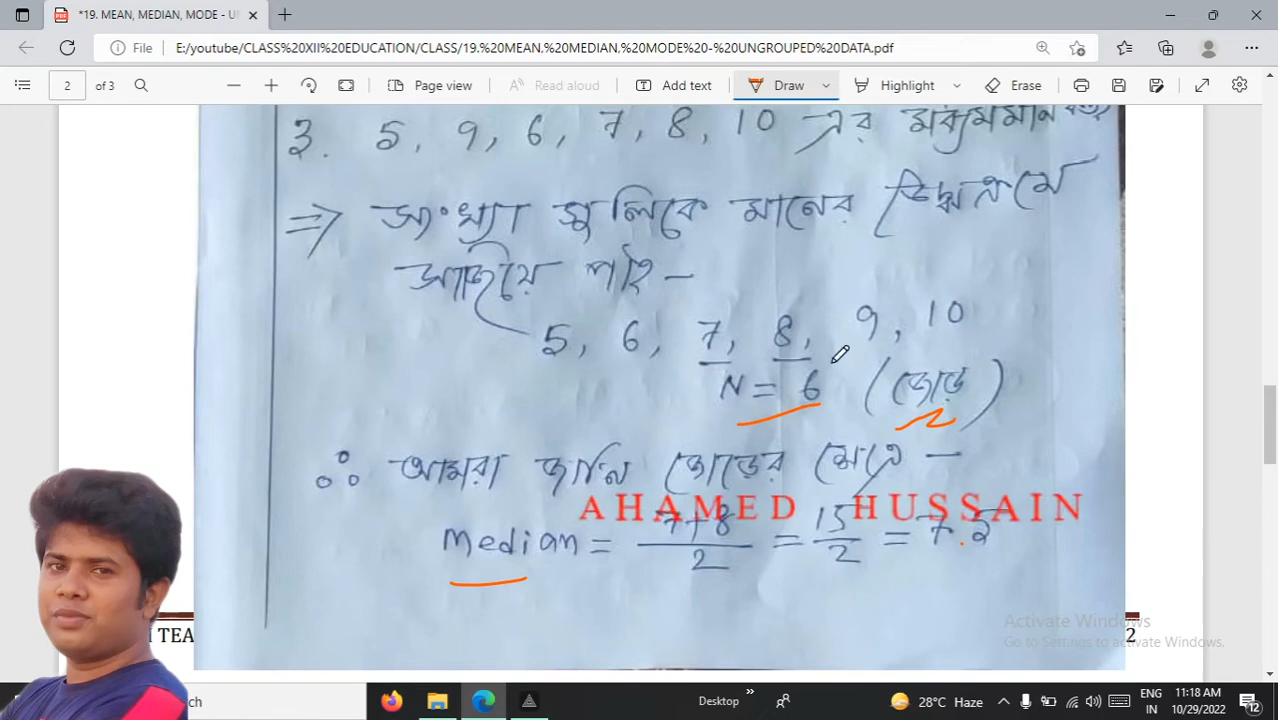 *19. MEAN, MEDIAN, MODE - U
File E:/youtube/CLASS%20XII%20EDUCATION/CLASS/19.%20MEAN.%20MEDIAN,%20MODE%20-%20UNGROUPED%20DATA.pdf
2 of 3 Page view Read aloud Add text Draw Highlight Erase
3. 5, 9, 6, 7, 8, 10 এর মধ্যমমান
⇒ সংখ্যা গুলিকে মানের উর্দ্ধক্রমে
সাজিয়ে পাই –
5, 6, 7, 8, 9, 10
N = 6 (জোড়)
∴ আমরা জানি জোড়ের ক্ষেত্রে –
AHAMED HUSSAIN
Median = 7+8/2 = 15/2 = 7.5
Activate Windows
Go to Settings to activate Windows.
TEA 2
ch Desktop 28°C Haze ENG IN 11:18 AM 10/29/2022 12